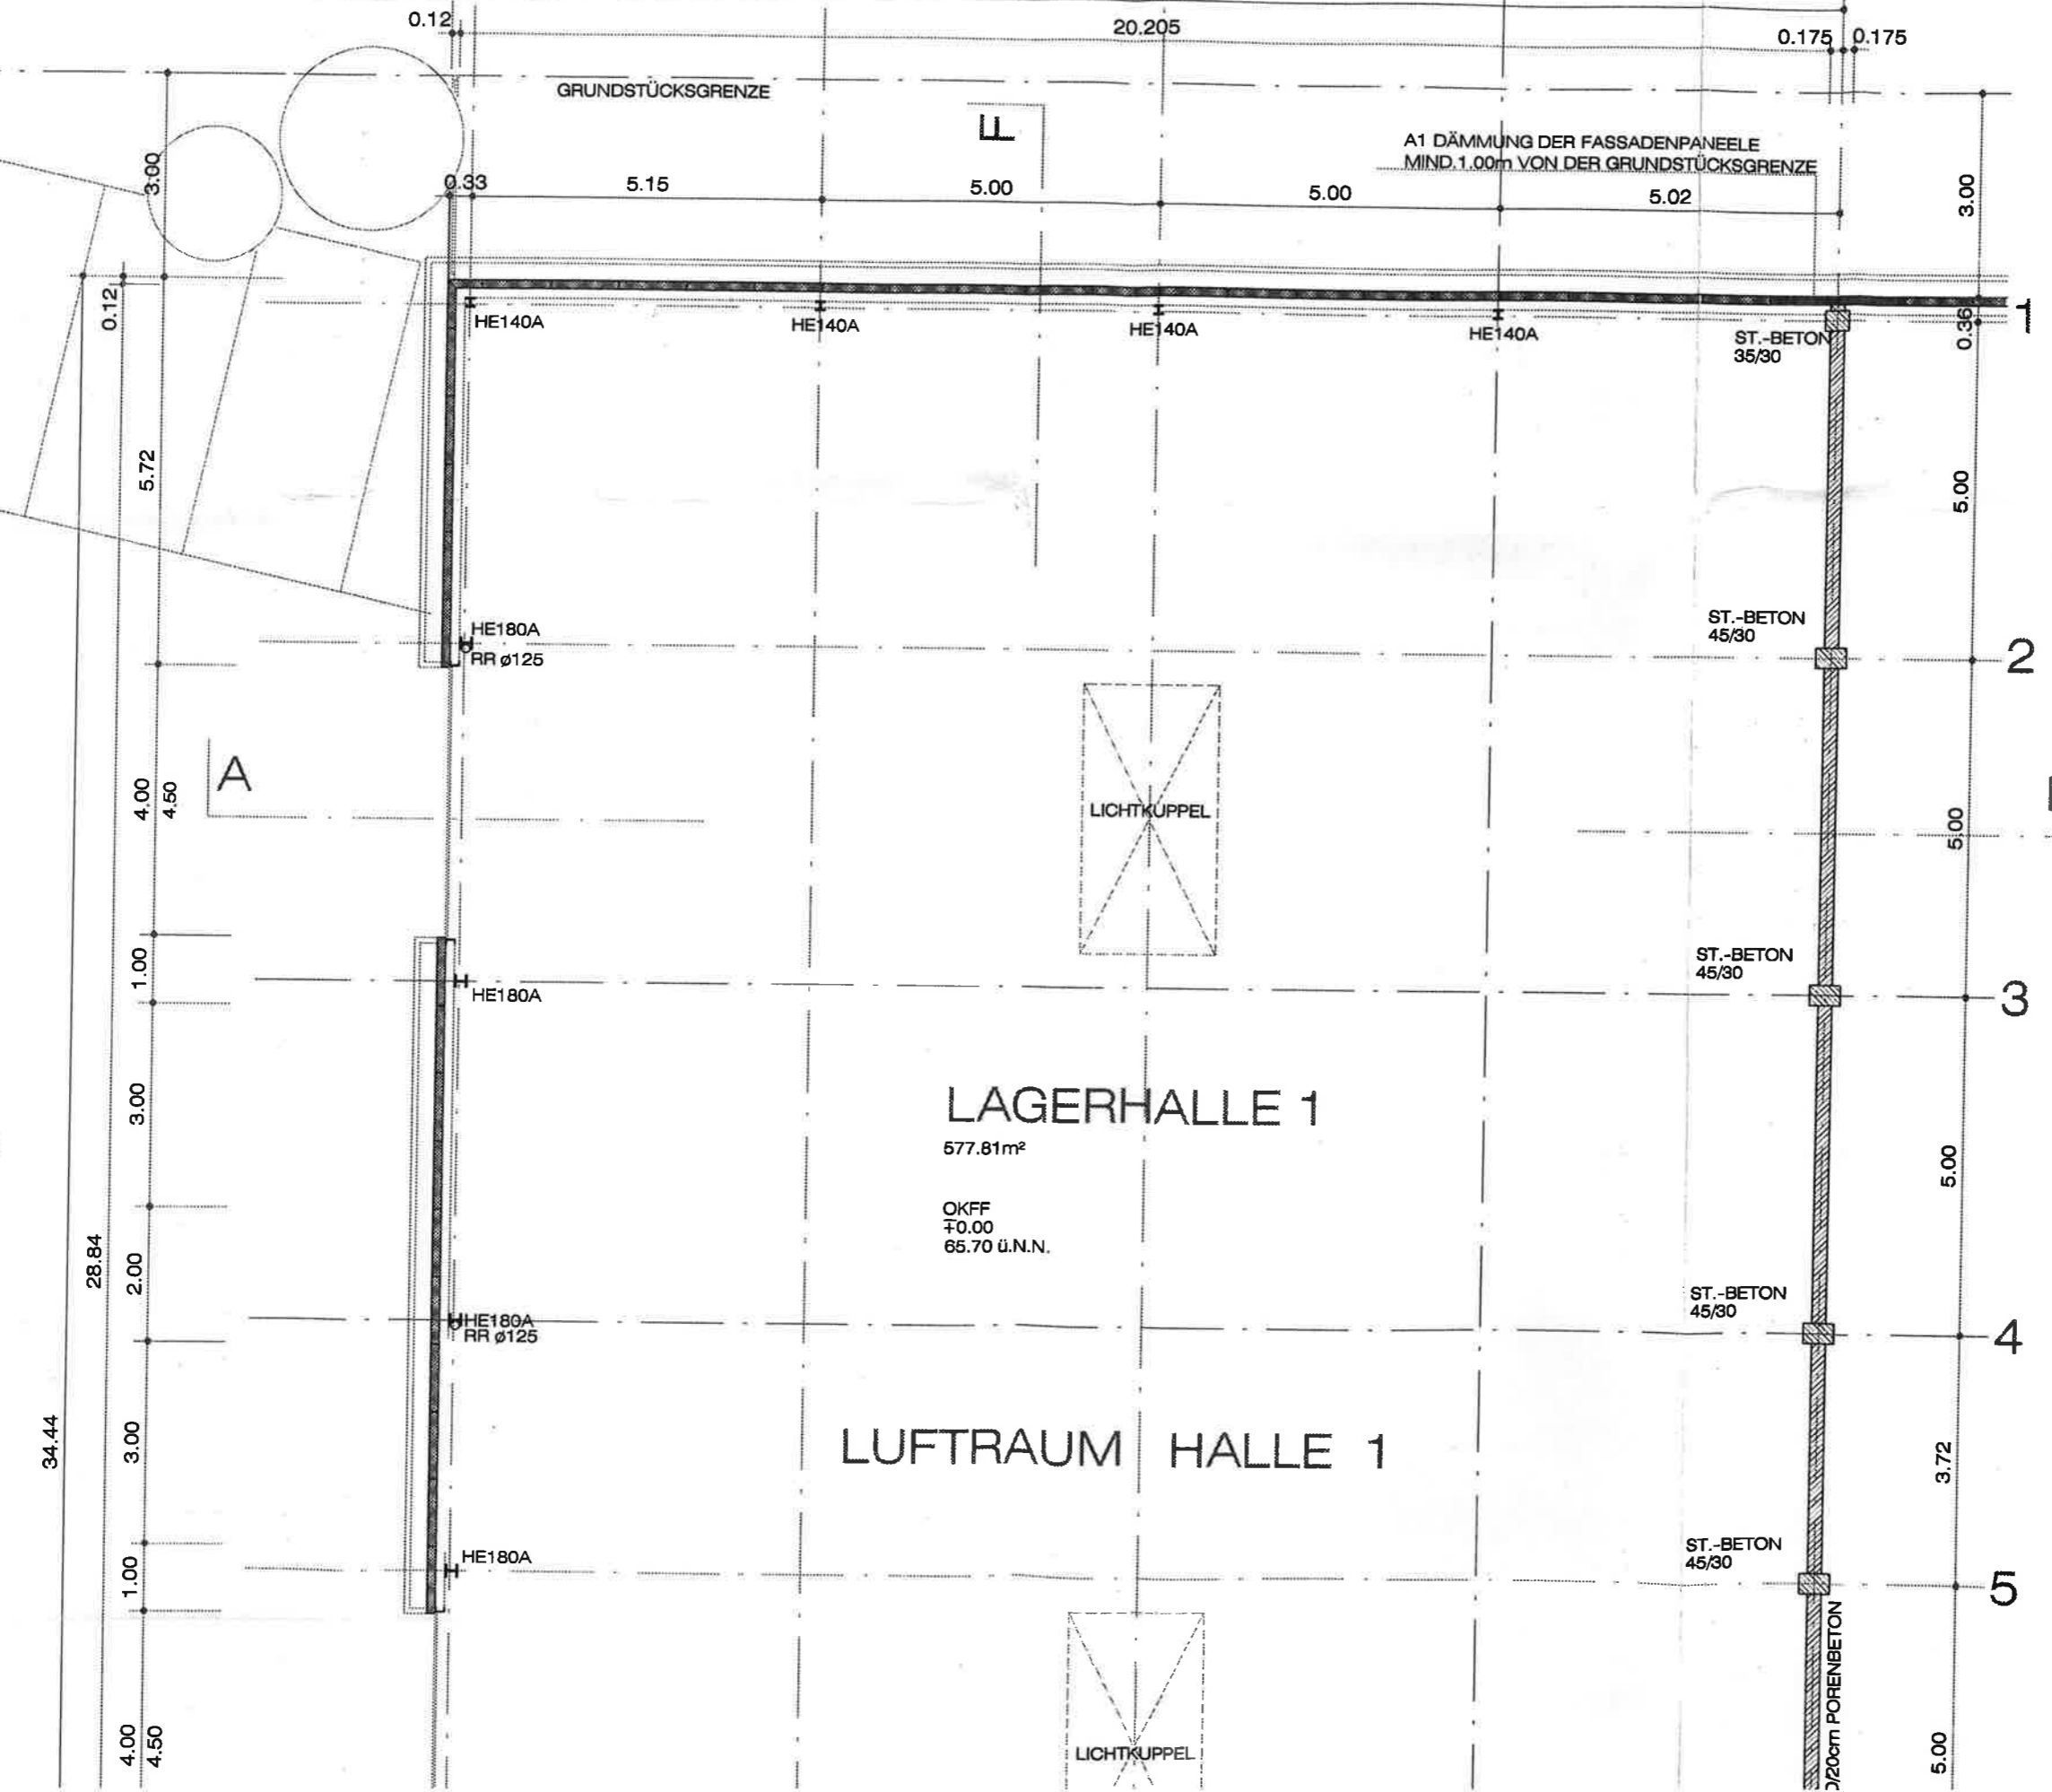 0.12
20.205
0.175 0.175
GRUNDSTÜCKSGRENZE
F
A1 DÄMMUNG DER FASSADENPANEELE
MIND.1.00m VON DER GRUNDSTÜCKSGRENZE
3.00
0.33
5.15
5.00
5.00
5.02
3.00
0.12
HE140A
HE140A
HE140A
HE140A
ST.-BETON
35/30
0.36
1
5.72
5.00
HE180A
RR ø125
ST.-BETON
45/30
2
A
4.00
4.50
LICHTKUPPEL
5.00
1.00
HE180A
ST.-BETON
45/30
3
3.00
LAGERHALLE 1
577.81m²
5.00
OKFF
∓0.00
65.70 ü.N.N.
28.84
2.00
HE180A
RR ø125
ST.-BETON
45/30
4
34.44
3.00
LUFTRAUM HALLE 1
3.72
1.00
HE180A
ST.-BETON
45/30
5
4.00
4.50
LICHTKUPPEL
/20cm PORENBETON
5.00